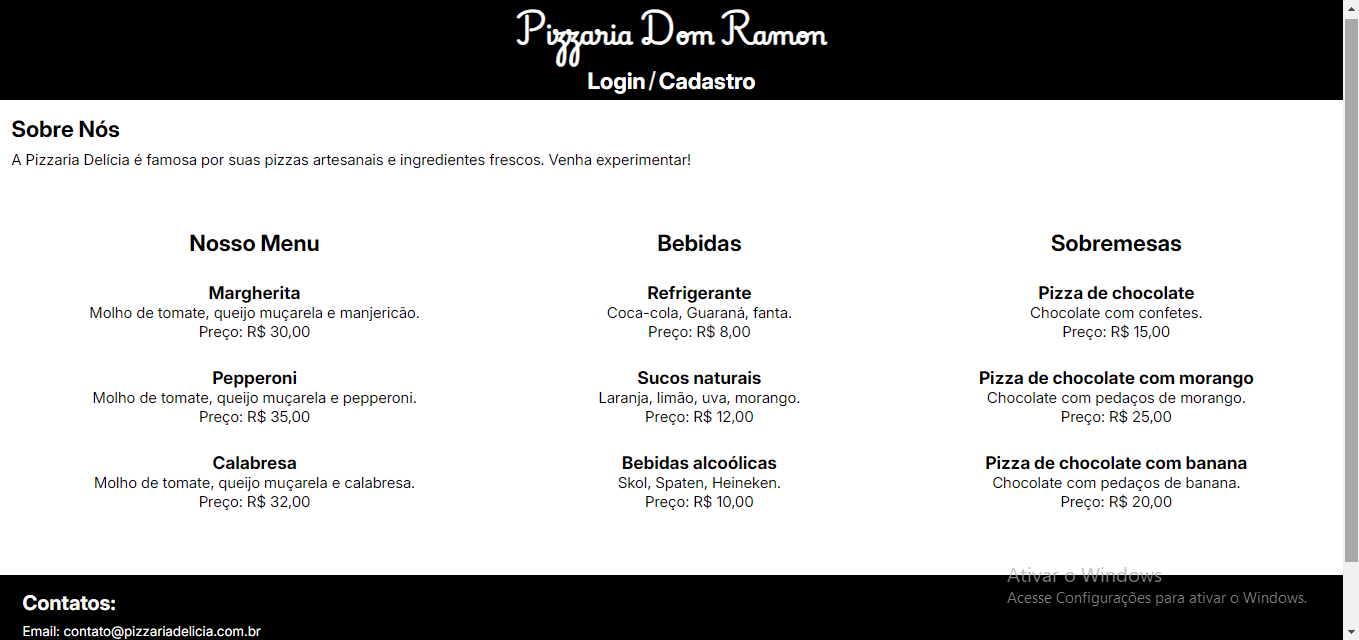 Pizzaria Dom Ramon
Login / Cadastro
Sobre Nós
A Pizzaria Delícia é famosa por suas pizzas artesanais e ingredientes frescos. Venha experimentar!
Nosso Menu
Margherita
Molho de tomate, queijo muçarela e manjericão.
Preço: R$ 30,00
Pepperoni
Molho de tomate, queijo muçarela e pepperoni.
Preço: R$ 35,00
Calabresa
Molho de tomate, queijo muçarela e calabresa.
Preço: R$ 32,00
Bebidas
Refrigerante
Coca-cola, Guaraná, fanta.
Preço: R$ 8,00
Sucos naturais
Laranja, limão, uva, morango.
Preço: R$ 12,00
Bebidas alcoólicas
Skol, Spaten, Heineken.
Preço: R$ 10,00
Sobremesas
Pizza de chocolate
Chocolate com confetes.
Preço: R$ 15,00
Pizza de chocolate com morango
Chocolate com pedaços de morango.
Preço: R$ 25,00
Pizza de chocolate com banana
Chocolate com pedaços de banana.
Preço: R$ 20,00
Contatos:
Email: contato@pizzariadelicia.com.br
Ativar o Windows
Acesse Configurações para ativar o Windows.